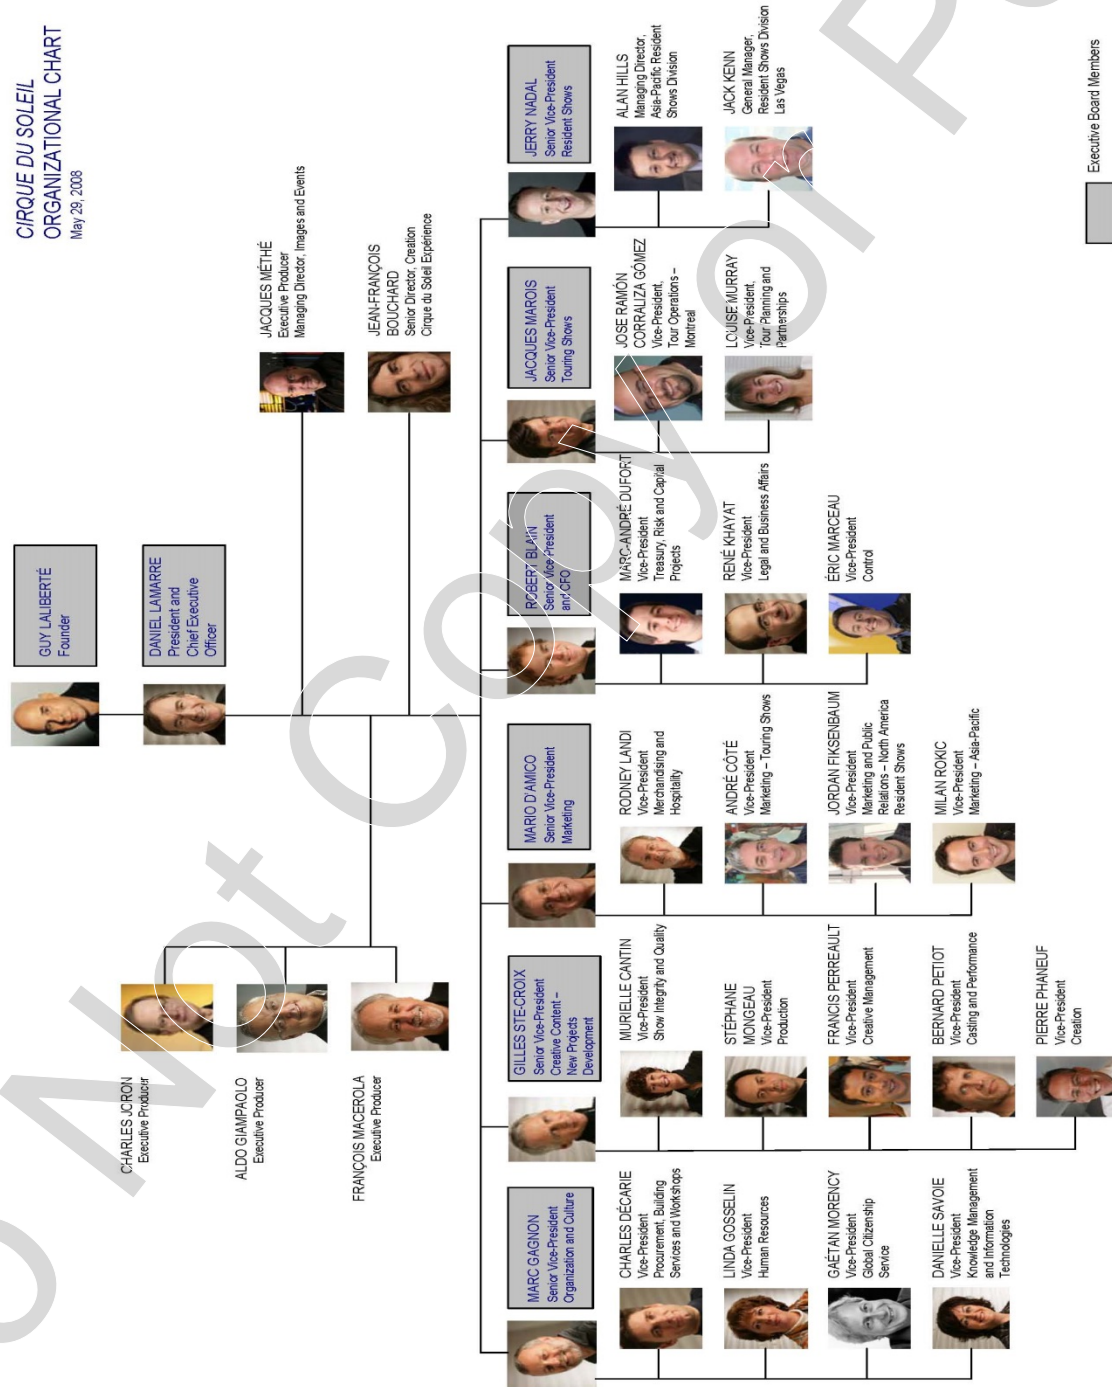 CIRQUE DU SOLEIL
ORGANIZATIONAL CHART
May 29, 2008
GUY LALIBERTÉ
Founder
DANIEL LAMARRE
President and
Chief Executive
Officer
CHARLES JORON
Executive Producer
ALDO GIAMPAOLO
Executive Producer
FRANÇOIS MACEROLA
Executive Producer
JACQUES MÉTHÉ
Executive Producer
Managing Director, Images and Events
JEAN-FRANÇOIS
BOUCHARD
Senior Director, Creation
Cirque du Soleil Expérience
MARC GAGNON
Senior Vice-President
Organization and Culture
CHARLES DÉCARIE
Vice-President
Procurement, Building
Services and Workshops
LINDA GOSSELIN
Vice-President
Human Resources
GAÉTAN MORENCY
Vice-President
Global Citizenship
Service
DANIELLE SAVOIE
Vice-President
Knowledge Management
and Information
Technologies
GILLES STE-CROIX
Senior Vice-President
Creative Content –
New Projects
Development
MURIELLE CANTIN
Vice-President
Show Integrity and Quality
STÉPHANE
MONGEAU
Vice-President
Production
FRANCIS PERREAULT
Vice-President
Creative Management
BERNARD PETIOT
Vice-President
Casting and Performance
PIERRE PHANEUF
Vice-President
Creation
MARIO D'AMICO
Senior Vice-President
Marketing
RODNEY LANDI
Vice-President
Merchandising and
Hospitality
ANDRÉ CÔTÉ
Vice-President
Marketing – Touring Shows
JORDAN FIKSENBAUM
Vice-President
Marketing and Public
Relations – North America
Resident Shows
MILAN ROKIC
Vice-President
Marketing – Asia-Pacific
ROBERT BLAIN
Senior Vice-President
and CFO
MARC-ANDRÉ DUFORT
Vice-President
Treasury, Risk and Capital
Projects
RENÉ KHAYAT
Vice-President
Legal and Business Affairs
ÉRIC MARCEAU
Vice-President
Control
JACQUES MAROIS
Senior Vice-President
Touring Shows
JOSE RAMÓN
CORRALIZA GÓMEZ
Vice-President,
Tour Operations –
Montreal
LOUISE MURRAY
Vice-President,
Tour Planning and
Partnerships
JERRY NADAL
Senior Vice-President
Resident Shows
ALAN HILLS
Managing Director,
Asia-Pacific Resident
Shows Division
JACK KENN
General Manager,
Resident Shows Division
Las Vegas
Executive Board Members
Not Copy or